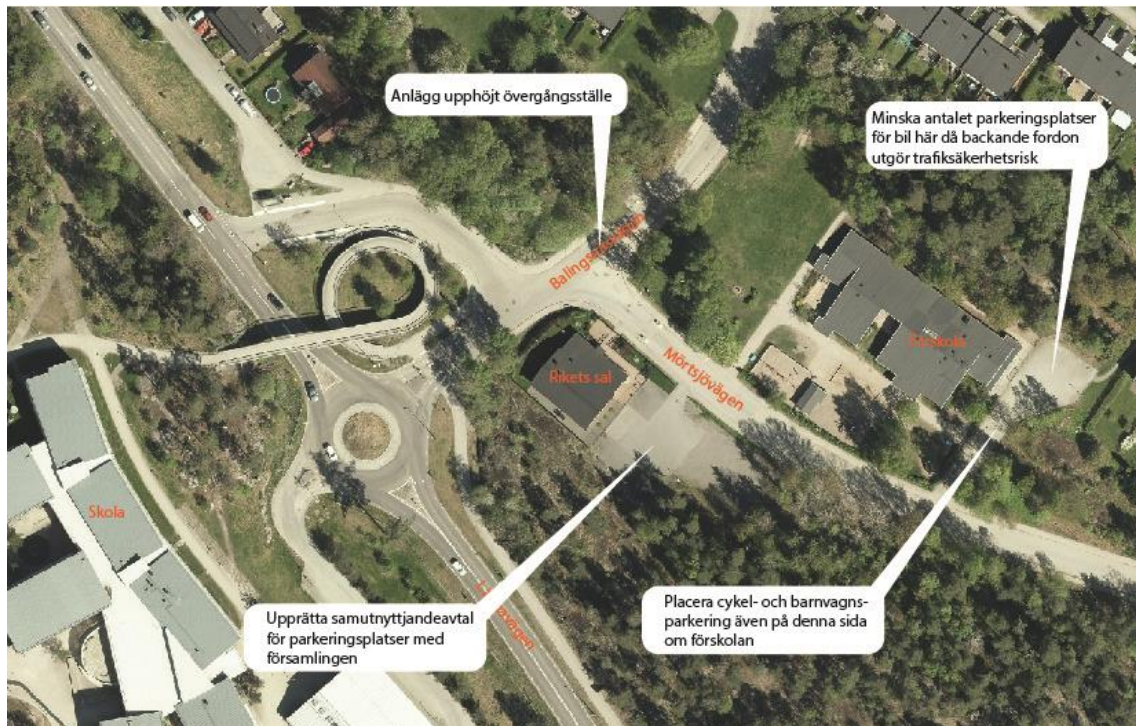 Anlägg upphöjt övergångsställe
Minska antalet parkeringsplatser
för bil här då backande fordon
utgör trafiksäkerhetsrisk
Rikets sal
Mörtsjövägen
Förskola
Skola
Upprätta samutnyttjandeavtal
för parkeringsplatser med
församlingen
Placera cykel- och barnvagns-
parkering även på denna sida
om förskolan